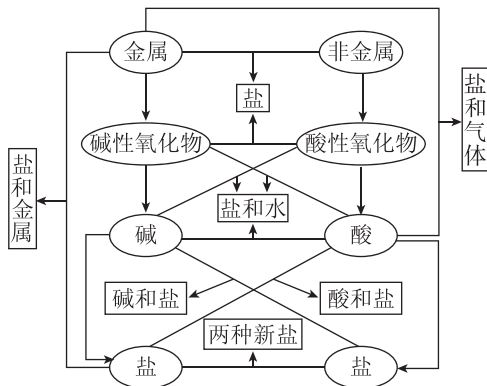 金属
非金属
盐
盐和气体
碱性氧化物
酸性氧化物
盐和金属
盐和水
碱
酸
碱和盐
酸和盐
两种新盐
盐
盐